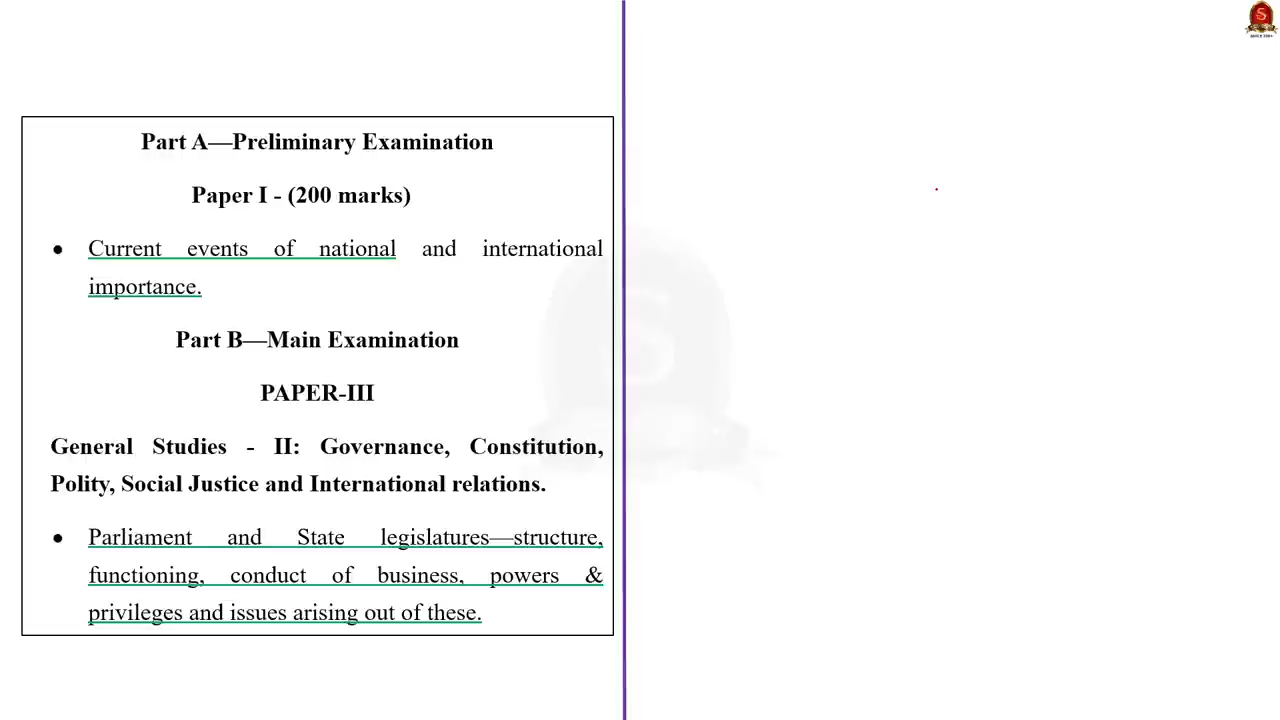 Part A—Preliminary Examination
Paper I - (200 marks)
● Current events of national and international
importance.
Part B—Main Examination
PAPER-III
General Studies - II: Governance, Constitution,
Polity, Social Justice and International relations.
● Parliament and State legislatures—structure,
functioning, conduct of business, powers &
privileges and issues arising out of these.
S